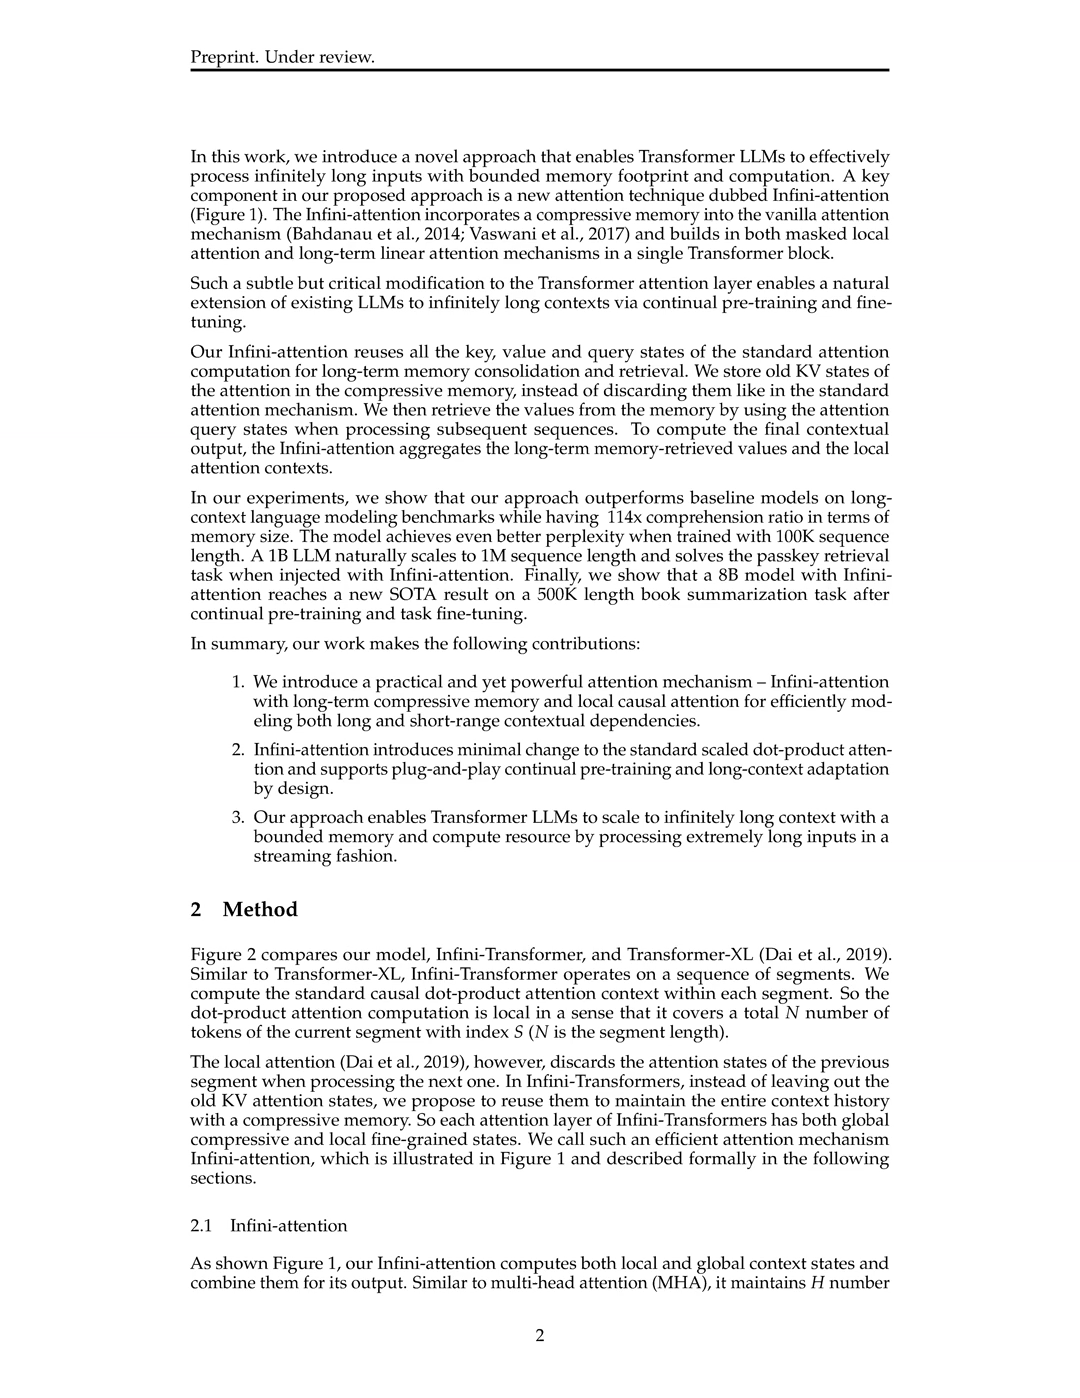 Preprint. Under review.
In this work, we introduce a novel approach that enables Transformer LLMs to effectively
process infinitely long inputs with bounded memory footprint and computation. A key
component in our proposed approach is a new attention technique dubbed Infini-attention
(Figure 1). The Infini-attention incorporates a compressive memory into the vanilla attention
mechanism (Bahdanau et al., 2014; Vaswani et al., 2017) and builds in both masked local
attention and long-term linear attention mechanisms in a single Transformer block.
Such a subtle but critical modification to the Transformer attention layer enables a natural
extension of existing LLMs to infinitely long contexts via continual pre-training and fine-
tuning.
Our Infini-attention reuses all the key, value and query states of the standard attention
computation for long-term memory consolidation and retrieval. We store old KV states of
the attention in the compressive memory, instead of discarding them like in the standard
attention mechanism. We then retrieve the values from the memory by using the attention
query states when processing subsequent sequences. To compute the final contextual
output, the Infini-attention aggregates the long-term memory-retrieved values and the local
attention contexts.
In our experiments, we show that our approach outperforms baseline models on long-
context language modeling benchmarks while having 114x comprehension ratio in terms of
memory size. The model achieves even better perplexity when trained with 100K sequence
length. A 1B LLM naturally scales to 1M sequence length and solves the passkey retrieval
task when injected with Infini-attention. Finally, we show that a 8B model with Infini-
attention reaches a new SOTA result on a 500K length book summarization task after
continual pre-training and task fine-tuning.
In summary, our work makes the following contributions:
1. We introduce a practical and yet powerful attention mechanism – Infini-attention
with long-term compressive memory and local causal attention for efficiently mod-
eling both long and short-range contextual dependencies.
2. Infini-attention introduces minimal change to the standard scaled dot-product atten-
tion and supports plug-and-play continual pre-training and long-context adaptation
by design.
3. Our approach enables Transformer LLMs to scale to infinitely long context with a
bounded memory and compute resource by processing extremely long inputs in a
streaming fashion.
2 Method
Figure 2 compares our model, Infini-Transformer, and Transformer-XL (Dai et al., 2019).
Similar to Transformer-XL, Infini-Transformer operates on a sequence of segments. We
compute the standard causal dot-product attention context within each segment. So the
dot-product attention computation is local in a sense that it covers a total N number of
tokens of the current segment with index S (N is the segment length).
The local attention (Dai et al., 2019), however, discards the attention states of the previous
segment when processing the next one. In Infini-Transformers, instead of leaving out the
old KV attention states, we propose to reuse them to maintain the entire context history
with a compressive memory. So each attention layer of Infini-Transformers has both global
compressive and local fine-grained states. We call such an efficient attention mechanism
Infini-attention, which is illustrated in Figure 1 and described formally in the following
sections.
2.1 Infini-attention
As shown Figure 1, our Infini-attention computes both local and global context states and
combine them for its output. Similar to multi-head attention (MHA), it maintains H number
2